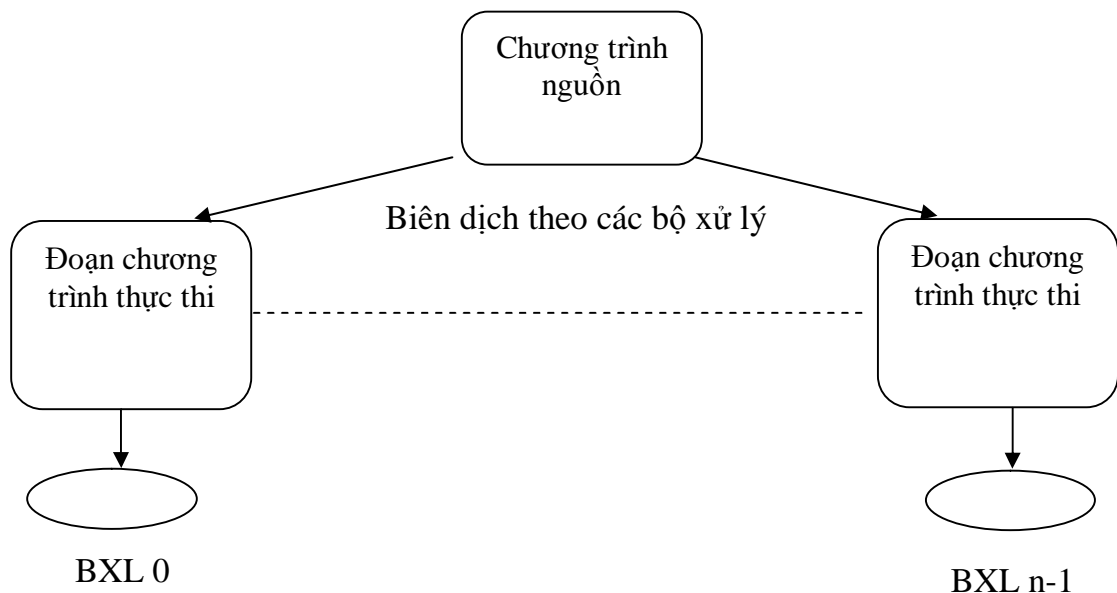 Chương trình
nguồn
Biên dịch theo các bộ xử lý
Đoạn chương
trình thực thi
Đoạn chương
trình thực thi
BXL 0
BXL n-1